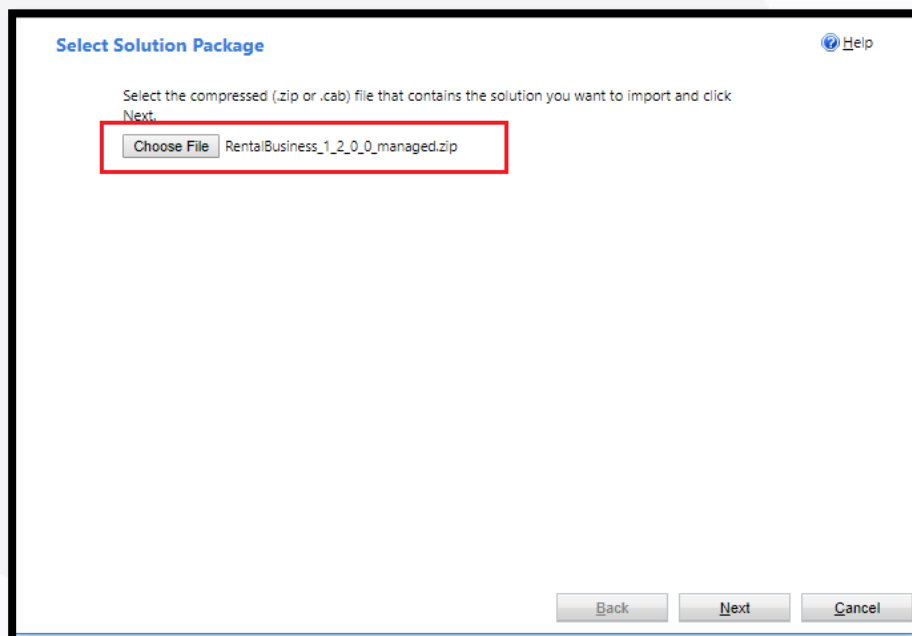 Select Solution Package
Help
Select the compressed (.zip or .cab) file that contains the solution you want to import and click
Next.
Choose File RentalBusiness_1_2_0_0_managed.zip
Back Next Cancel